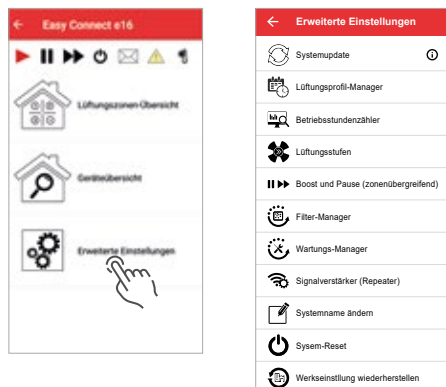 Easy Connect e16
Lüftungszonen-Übersicht
Geräteübersicht
Erweiterte Einstellungen
Erweiterte Einstellungen
Systemupdate
Lüftungsprofil-Manager
Betriebsstundenzähler
Lüftungsstufen
Boost und Pause (zonenübergreifend)
Filter-Manager
Wartungs-Manager
Signalverstärker (Repeater)
Systemname ändern
Sysem-Reset
Werkseinstllung wiederherstellen